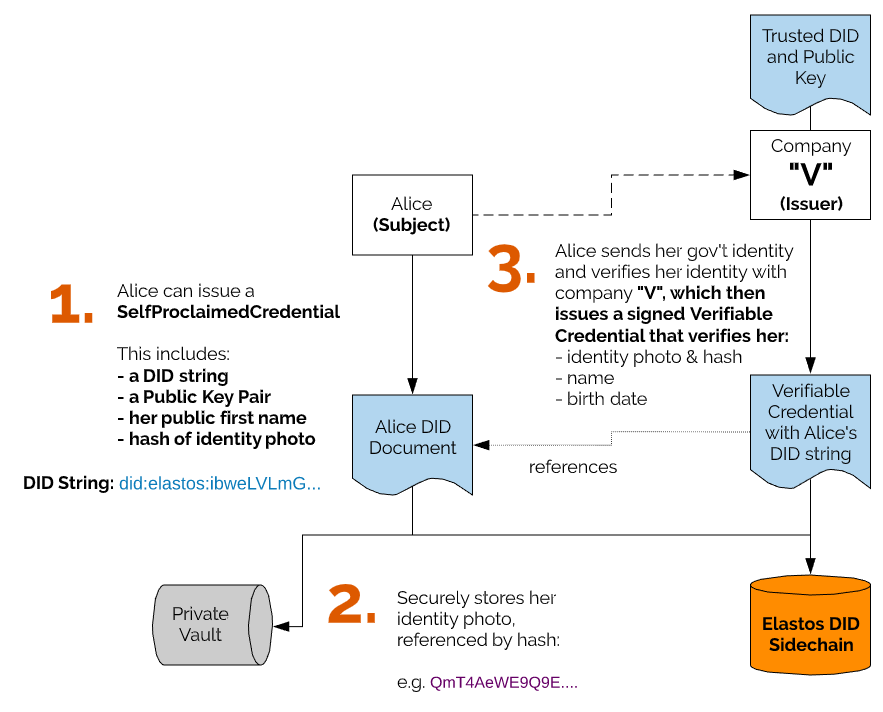 Trusted DID
and Public
Key
Company
"V"
(Issuer)
Alice
(Subject)
3.
Alice sends her gov't identity
and verifies her identity with
company "V", which then
issues a signed Verifiable
Credential that verifies her:
- identity photo & hash
- name
- birth date
1.
Alice can issue a
SelfProclaimedCredential
This includes:
- a DID string
- a Public Key Pair
- her public first name
- hash of identity photo
DID String: did:elastos:ibweLVLmG...
Alice DID
Document
references
Verifiable
Credential
with Alice's
DID string
Private
Vault
2.
Securely stores her
identity photo,
referenced by hash:
e.g. QmT4AeWE9Q9E....
Elastos DID
Sidechain